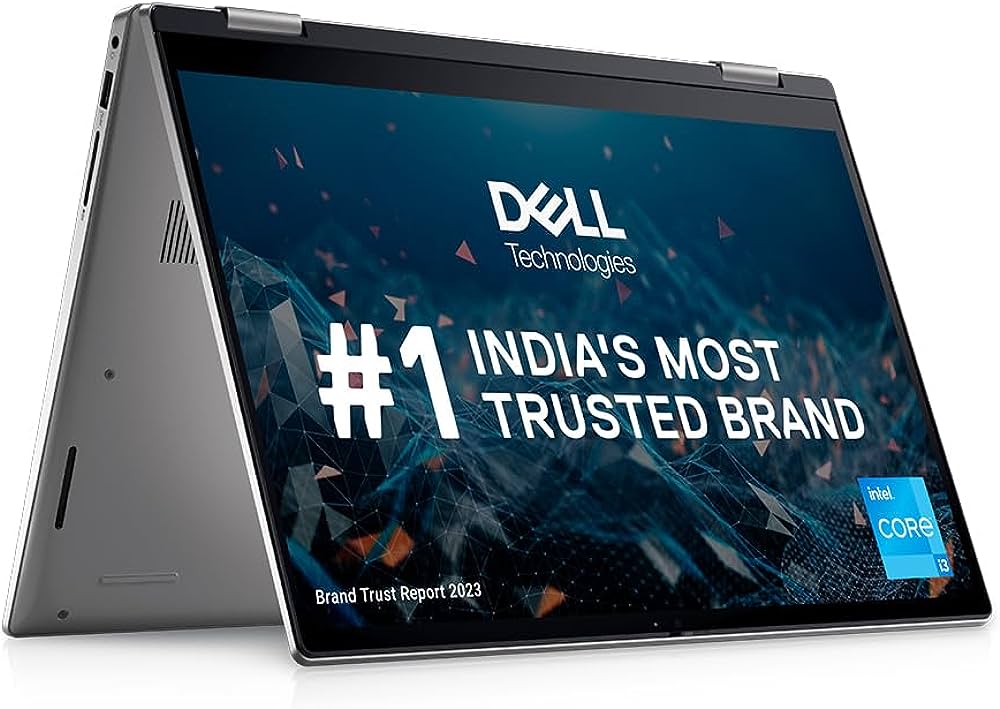 DELL
Technologies
#1 INDIA'S MOST
TRUSTED BRAND
intel.
CORE
i3
Brand Trust Report 2023